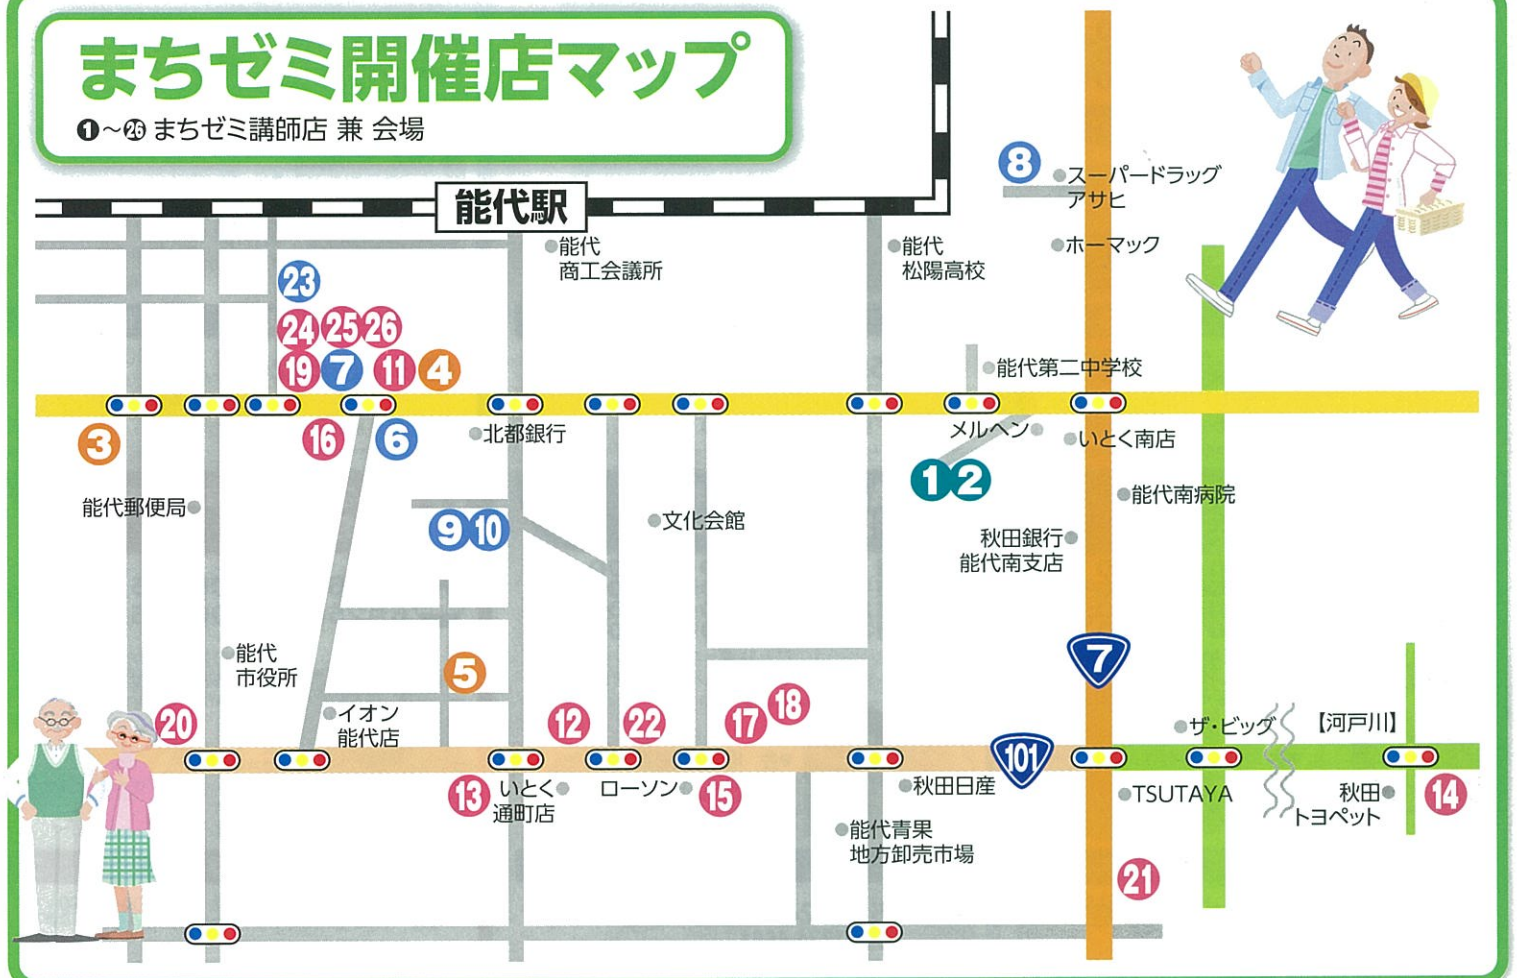 まちゼミ開催店マップ
❶～㉖ まちゼミ講師店 兼 会場
能代駅
8
スーパードラッグ
アサヒ
能代
商工会議所
能代
松陽高校
ホーマック
23
24 25 26
19 7 11 4
能代第二中学校
3
16 6
北都銀行
メルヘン
いとく南店
1 2
能代南病院
能代郵便局
9 10
文化会館
秋田銀行
能代南支店
7
能代
市役所
5
イオン
能代店
20
12 22 17 18
101
ザ・ビッグ
【河戸川】
13
いとく
通町店
ローソン
15
秋田日産
TSUTAYA
秋田
トヨペット
14
能代青果
地方卸売市場
21